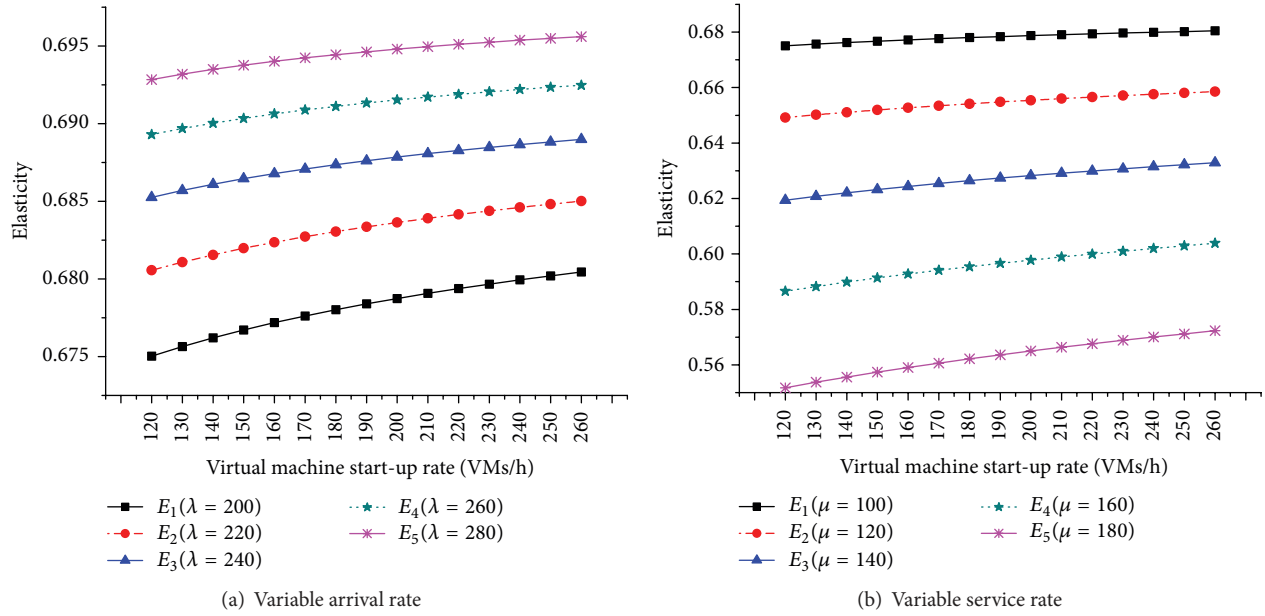 0.695
0.690
0.685
0.680
0.675
Elasticity
120 130 140 150 160 170 180 190 200 210 220 230 240 250 260
Virtual machine start-up rate (VMs/h)
E₁(λ = 200)
E₂(λ = 220)
E₃(λ = 240)
E₄(λ = 260)
E₅(λ = 280)
(a) Variable arrival rate
0.68
0.66
0.64
0.62
0.60
0.58
0.56
Elasticity
120 130 140 150 160 170 180 190 200 210 220 230 240 250 260
Virtual machine start-up rate (VMs/h)
E₁(μ = 100)
E₂(μ = 120)
E₃(μ = 140)
E₄(μ = 160)
E₅(μ = 180)
(b) Variable service rate